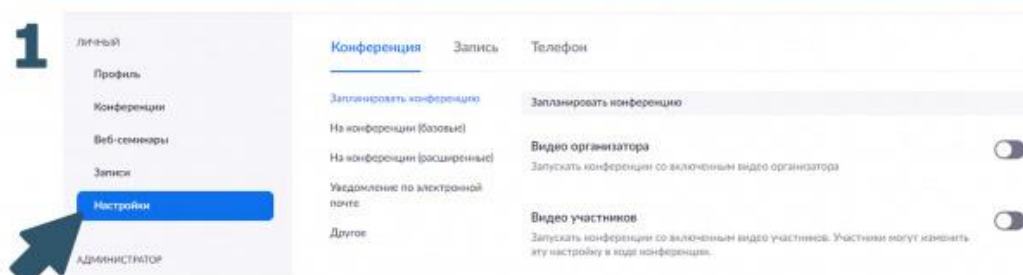 1
ЛИЧНЫЙ
Профиль
Конференции
Веб-семинары
Записи
Настройки
АДМИНИСТРАТОР
Конференция Запись Телефон
Запланировать конференцию
На конференции (базовые)
На конференции (расширенные)
Уведомление по электронной
почте
Другое
Запланировать конференцию
Видео организатора
Запускать конференции со включенным видео организатора
Видео участников
Запускать конференции со включенным видео участников. Участники могут изменить
эту настройку в ходе конференции.